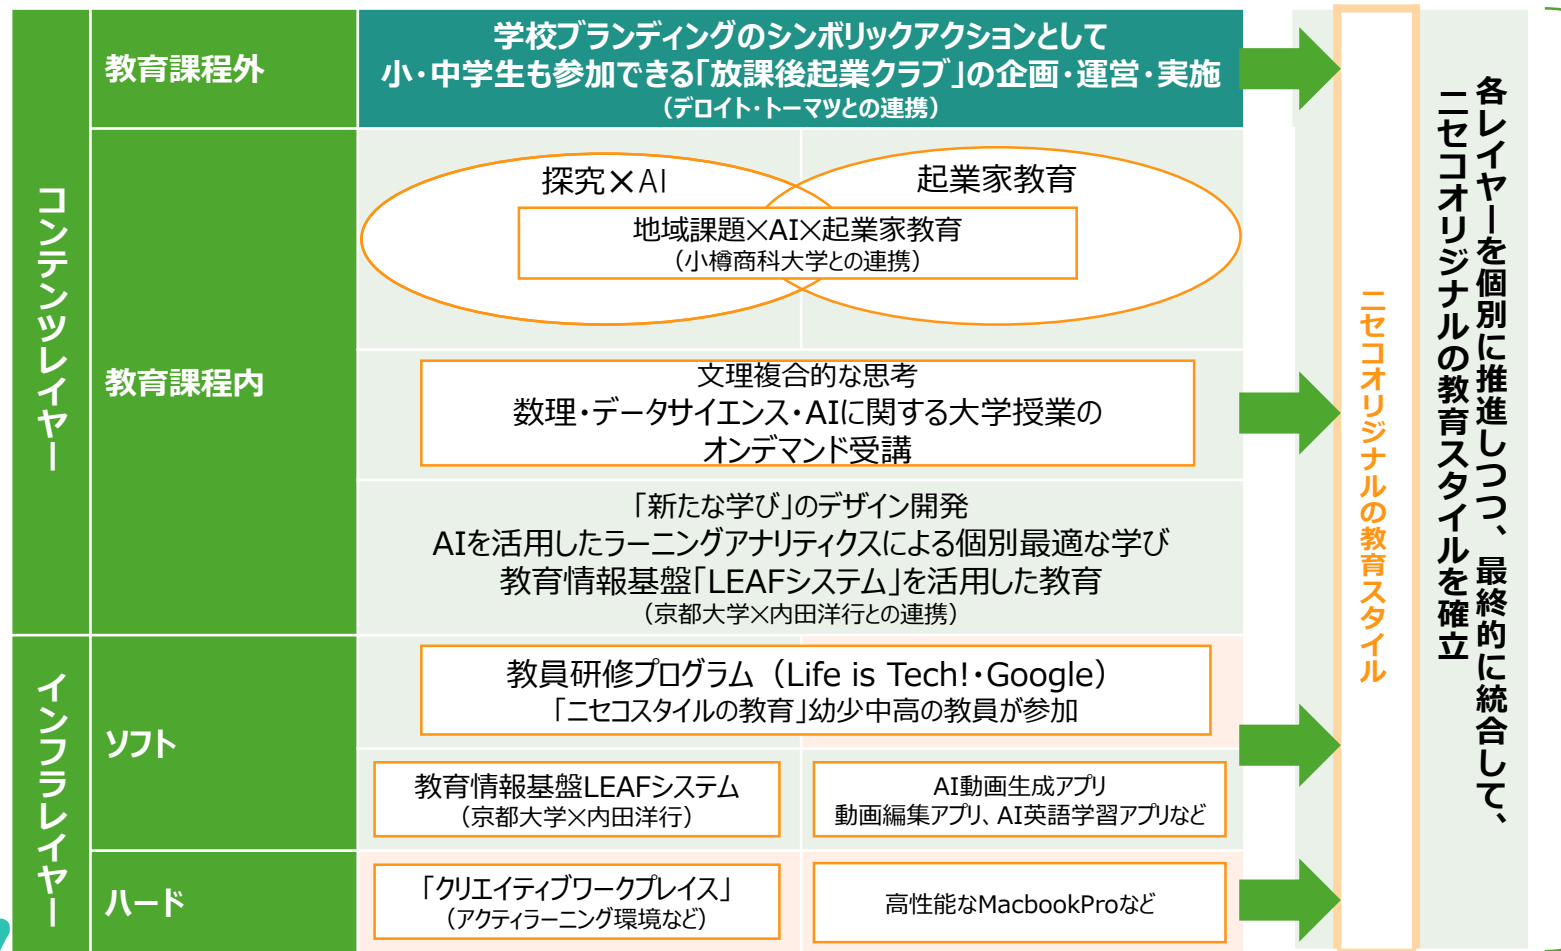 コンテンツレイヤー
教育課程外
学校ブランディングのシンボリックアクションとして
小・中学生も参加できる「放課後起業クラブ」の企画・運営・実施
（デロイト・トーマツとの連携）
教育課程内
探究×AI
起業家教育
地域課題×AI×起業家教育
（小樽商科大学との連携）
文理複合的な思考
数理・データサイエンス・AIに関する大学授業の
オンデマンド受講
「新たな学び」のデザイン開発
AIを活用したラーニングアナリティクスによる個別最適な学び
教育情報基盤「LEAFシステム」を活用した教育
（京都大学×内田洋行との連携）
インフラレイヤー
ソフト
教員研修プログラム（Life is Tech!・Google）
「ニセコスタイルの教育」幼少中高の教員が参加
教育情報基盤LEAFシステム
（京都大学×内田洋行）
AI動画生成アプリ
動画編集アプリ、AI英語学習アプリなど
ハード
「クリエイティブワークプレイス」
（アクティラーニング環境など）
高性能なMacbookProなど
ニセコオリジナルの教育スタイル
各レイヤーを個別に推進しつつ、最終的に統合して、
ニセコオリジナルの教育スタイルを確立